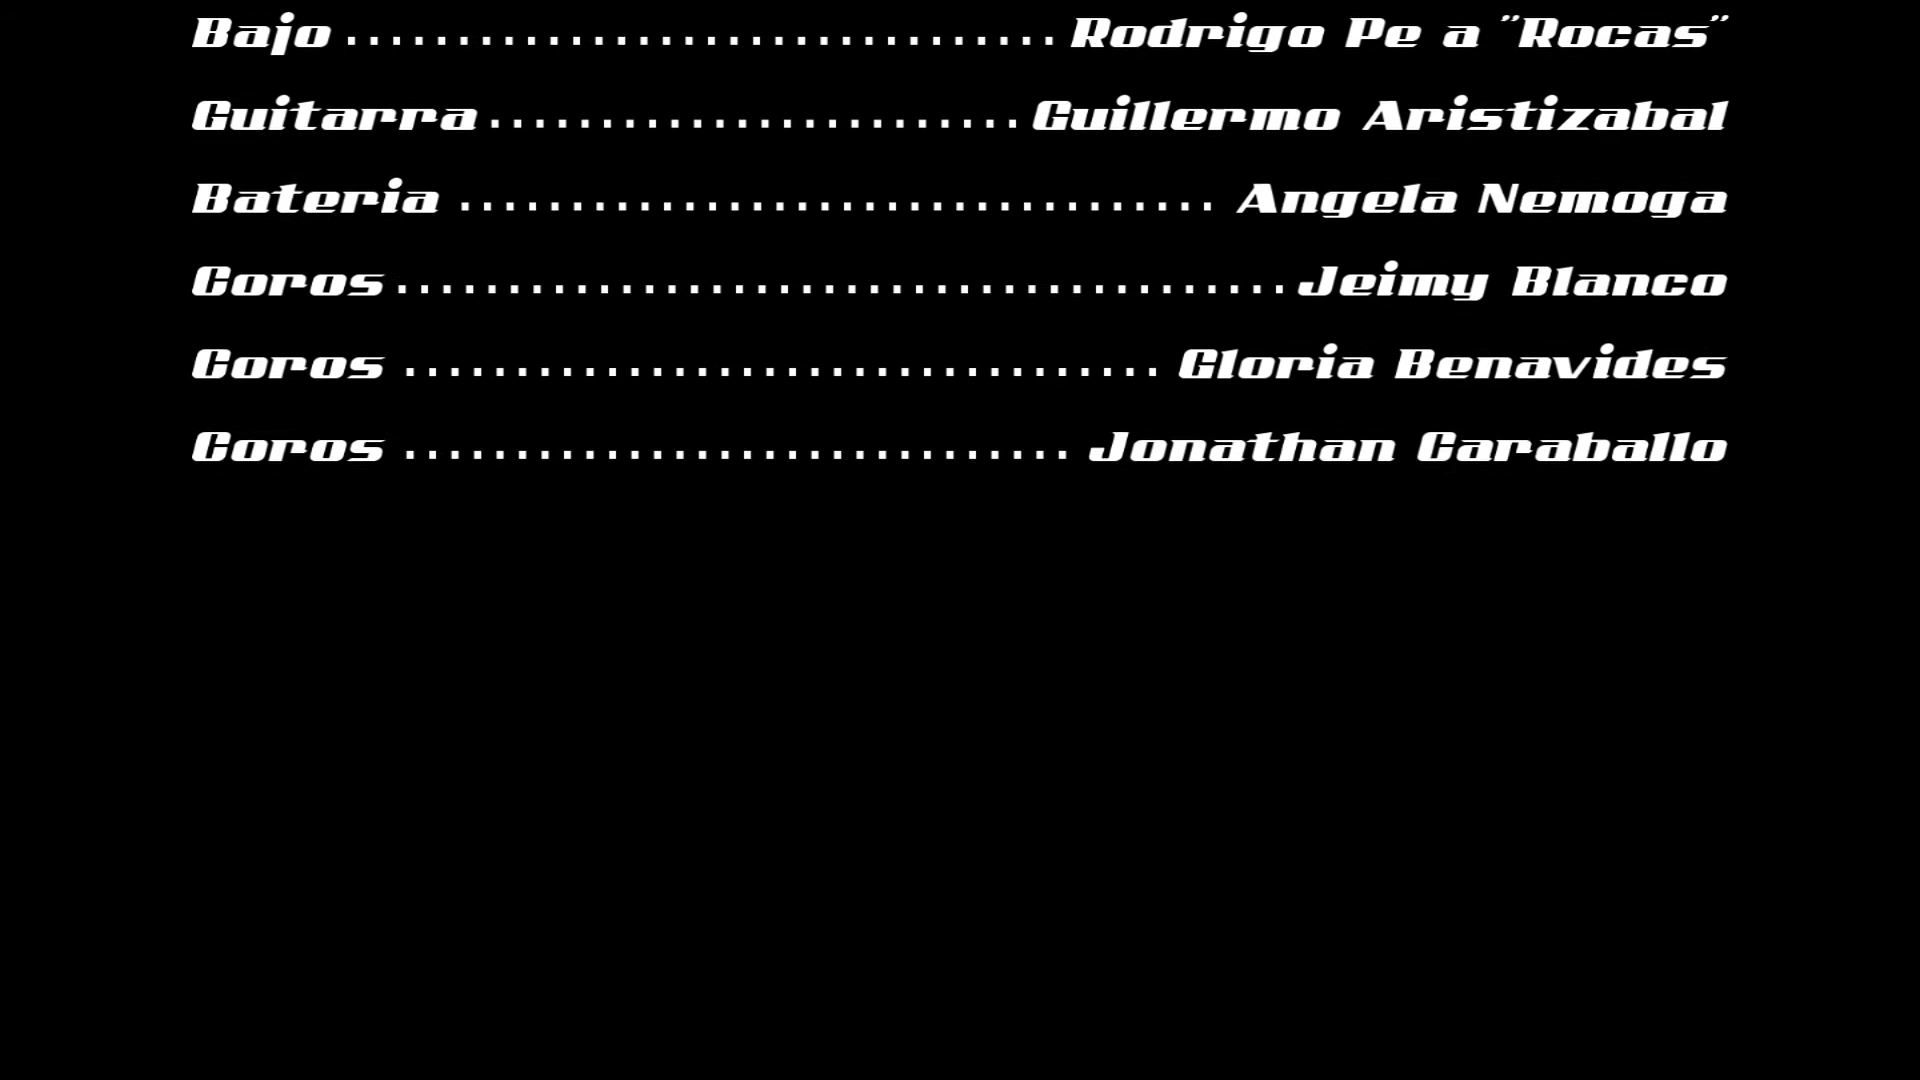 Bajo ................................ Rodrigo Pe a "Rocas"
Guitarra ........................ Guillermo Aristizabal
Bateria .................................. Angela Nemoga
Coros ........................................ Jeimy Blanco
Coros .................................. Gloria Benavides
Coros .............................. Jonathan Caraballo